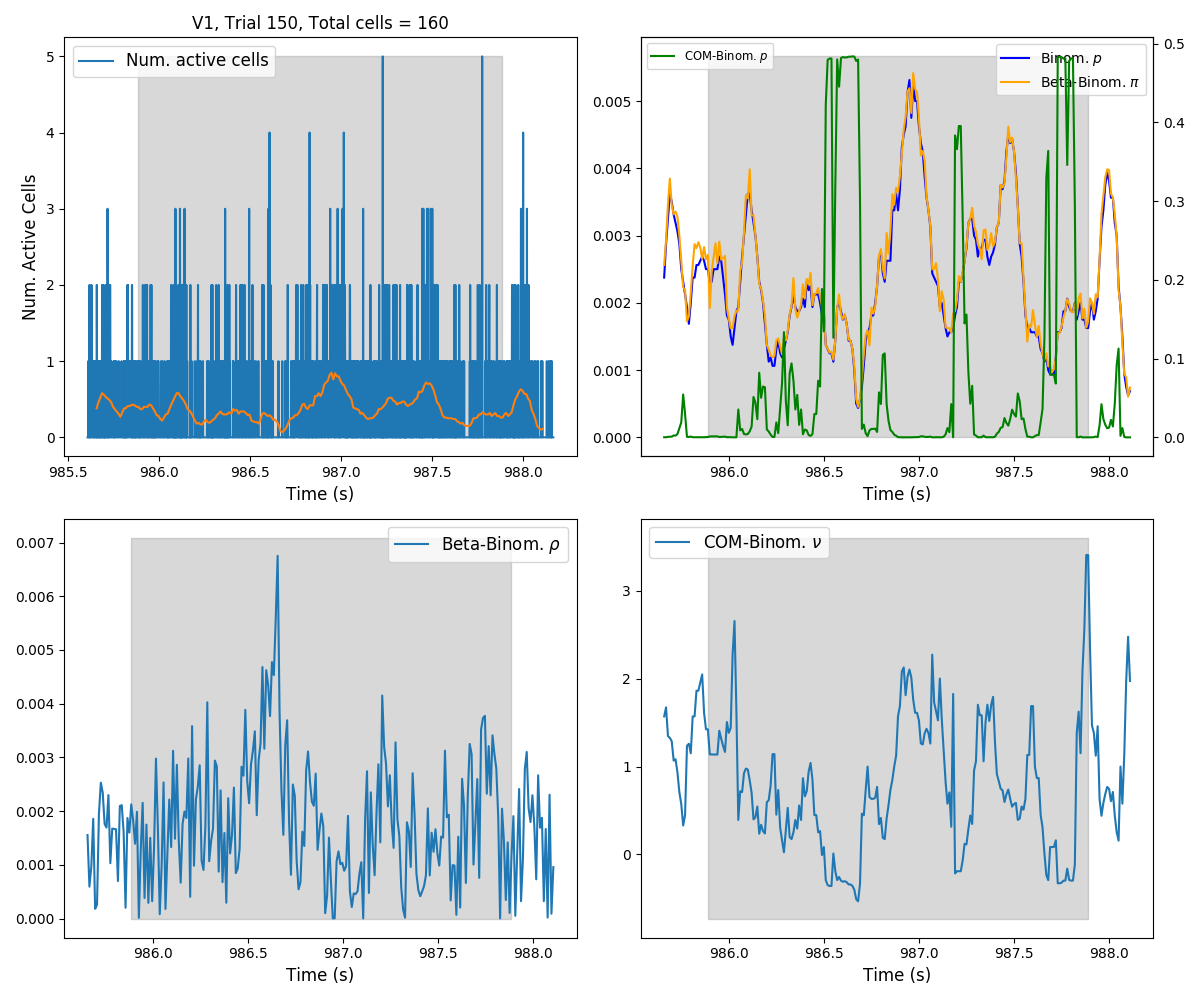 V1, Trial 150, Total cells = 160
Num. active cells
Num. Active Cells
5
4
3
2
1
0
985.5 986.0 986.5 987.0 987.5 988.0
Time (s)
COM-Binom. p
Binom. p
Beta-Binom. π
0.005
0.004
0.003
0.002
0.001
0.000
0.5
0.4
0.3
0.2
0.1
0.0
986.0 986.5 987.0 987.5 988.0
Time (s)
Beta-Binom. ρ
0.007
0.006
0.005
0.004
0.003
0.002
0.001
0.000
986.0 986.5 987.0 987.5 988.0
Time (s)
COM-Binom. ν
3
2
1
0
986.0 986.5 987.0 987.5 988.0
Time (s)